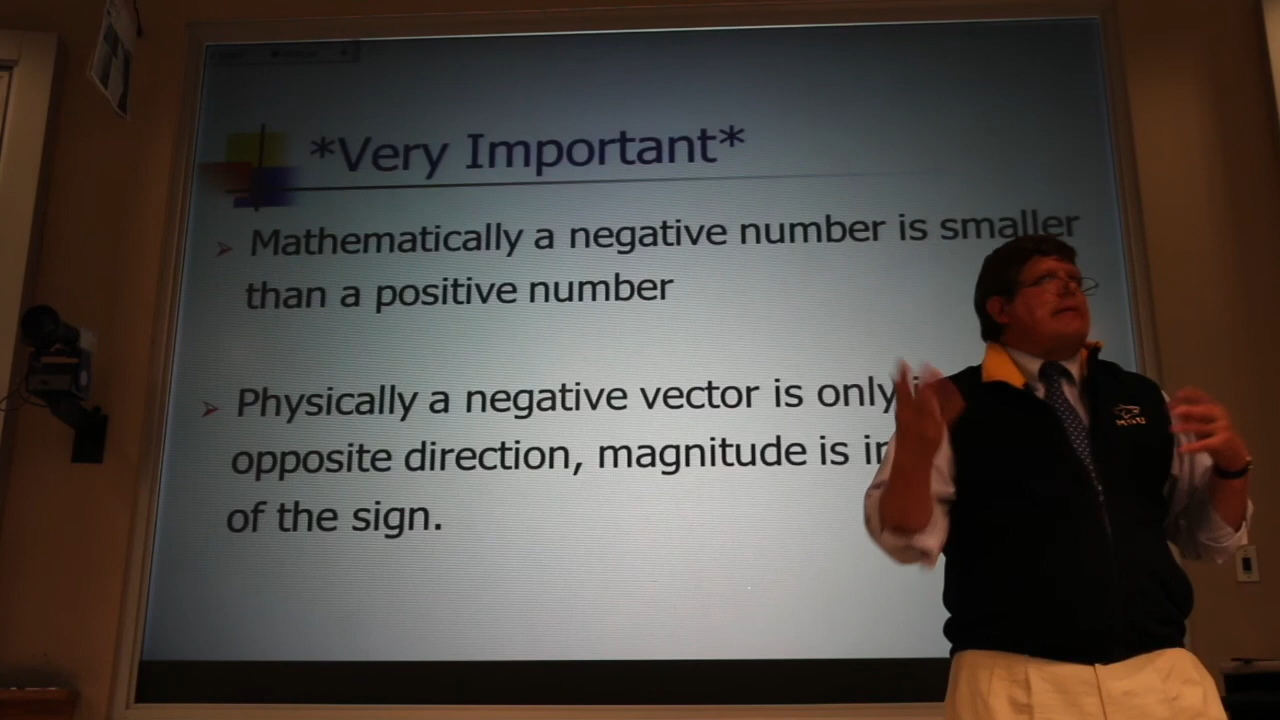 *Very Important*
Mathematically a negative number is smaller
than a positive number
Physically a negative vector is only
opposite direction, magnitude is
of the sign.